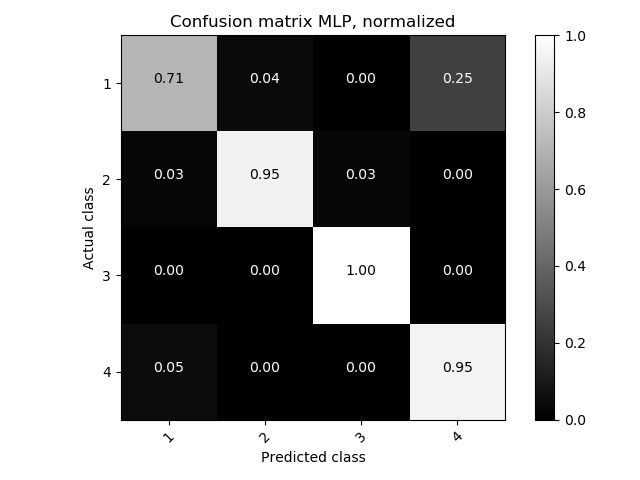 Confusion matrix MLP, normalized
1.0
1 0.71 0.04 0.00 0.25
0.8
2 0.03 0.95 0.03 0.00
0.6
Actual class
0.4
3 0.00 0.00 1.00 0.00
0.2
4 0.05 0.00 0.00 0.95
0.0
1 2 3 4
Predicted class